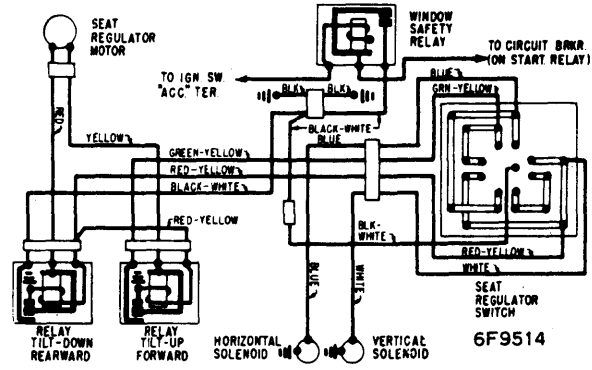 SEAT
REGULATOR
MOTOR
WINDOW
SAFETY
RELAY
TO CIRCUIT BRKR.
(ON START RELAY)
TO IGN SW.
"ACC." TER.
BLK
BLK
BLUE
GRN-YELLOW
RED
YELLOW
BLACK-WHITE
BLUE
GREEN-YELLOW
RED-YELLOW
BLACK-WHITE
RED-YELLOW
BLK-
WHITE
RED-YELLOW
WHITE
BLUE
WHITE
SEAT
REGULATOR
SWITCH
RELAY
TILT-DOWN
REARWARD
RELAY
TILT-UP
FORWARD
HORIZONTAL
SOLENOID
VERTICAL
SOLENOID
6F9514